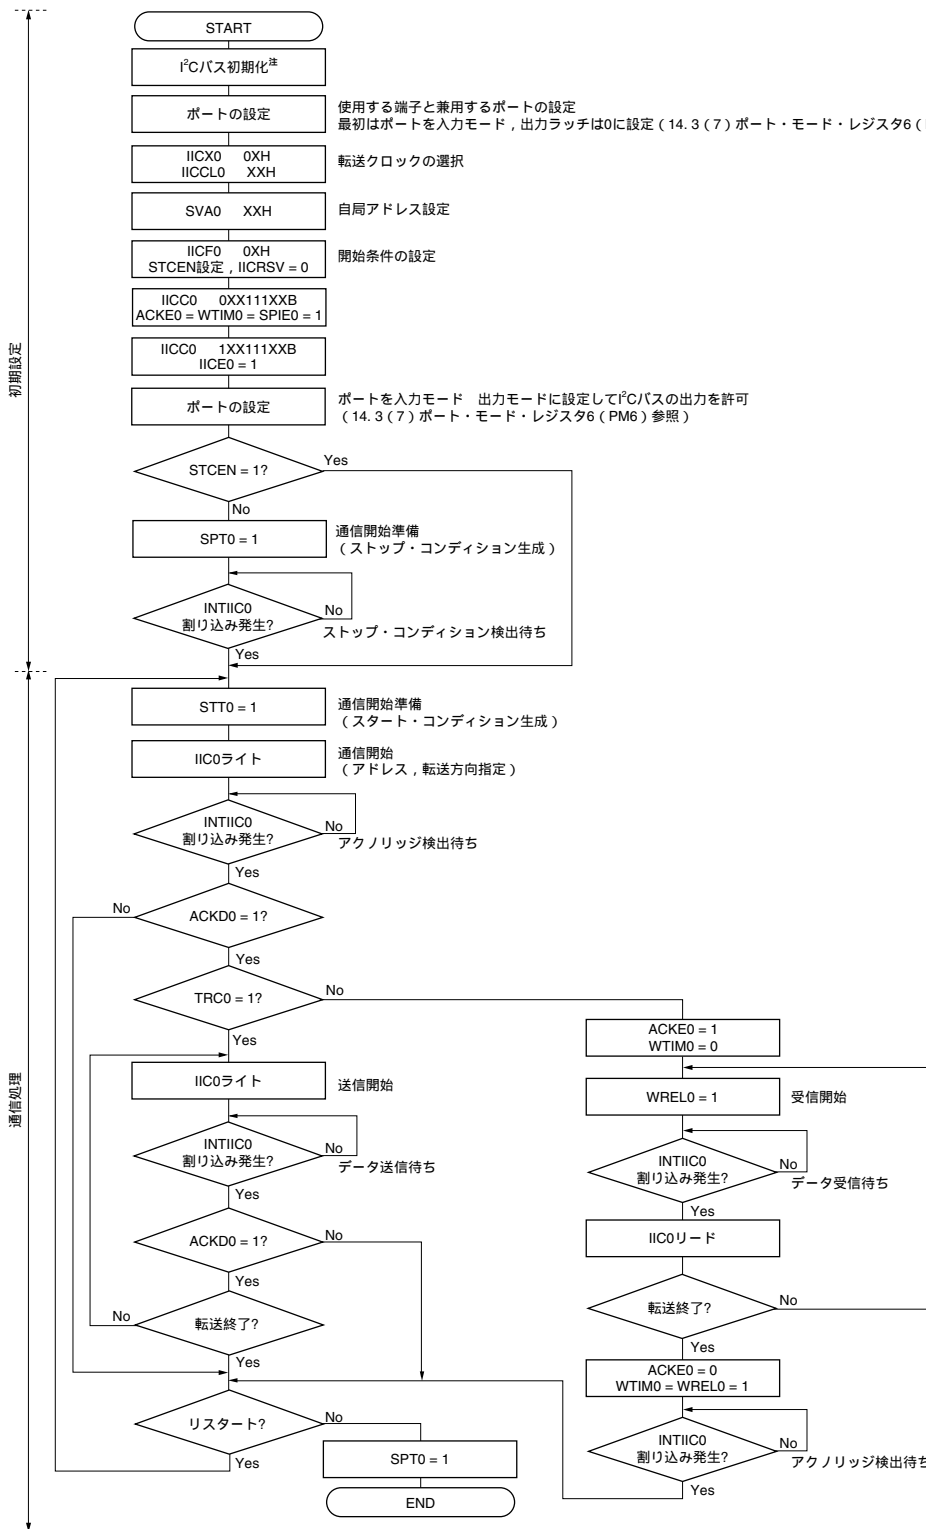 START
I²Cバス初期化注
ポートの設定
使用する端子と兼用するポートの設定
最初はポートを入力モード，出力ラッチは0に設定（14. 3（7）ポート・モード・レジスタ6（
IICX0 0XH
IICCL0 XXH
転送クロックの選択
SVA0 XXH
自局アドレス設定
IICF0 0XH
STCEN設定，IICRSV = 0
開始条件の設定
IICC0 0XX111XXB
ACKE0 = WTIM0 = SPIE0 = 1
IICC0 1XX111XXB
IICE0 = 1
初期設定
ポートの設定
ポートを入力モード 出力モードに設定してI²Cバスの出力を許可
（14. 3（7）ポート・モード・レジスタ6（PM6）参照）
STCEN = 1?
Yes
No
SPT0 = 1
通信開始準備
（ストップ・コンディション生成）
INTIIC0
割り込み発生?
No
ストップ・コンディション検出待ち
Yes
STT0 = 1
通信開始準備
（スタート・コンディション生成）
IIC0ライト
通信開始
（アドレス，転送方向指定）
INTIIC0
割り込み発生?
No
アクノリッジ検出待ち
Yes
ACKD0 = 1?
No
Yes
TRC0 = 1?
No
Yes
通信処理
IIC0ライト
送信開始
INTIIC0
割り込み発生?
No
データ送信待ち
Yes
ACKD0 = 1?
No
Yes
転送終了?
No
Yes
リスタート?
No
Yes
SPT0 = 1
END
ACKE0 = 1
WTIM0 = 0
WREL0 = 1
受信開始
INTIIC0
割り込み発生?
No
データ受信待ち
Yes
IIC0リード
転送終了?
No
Yes
ACKE0 = 0
WTIM0 = WREL0 = 1
INTIIC0
割り込み発生?
No
アクノリッジ検出待ち
Yes